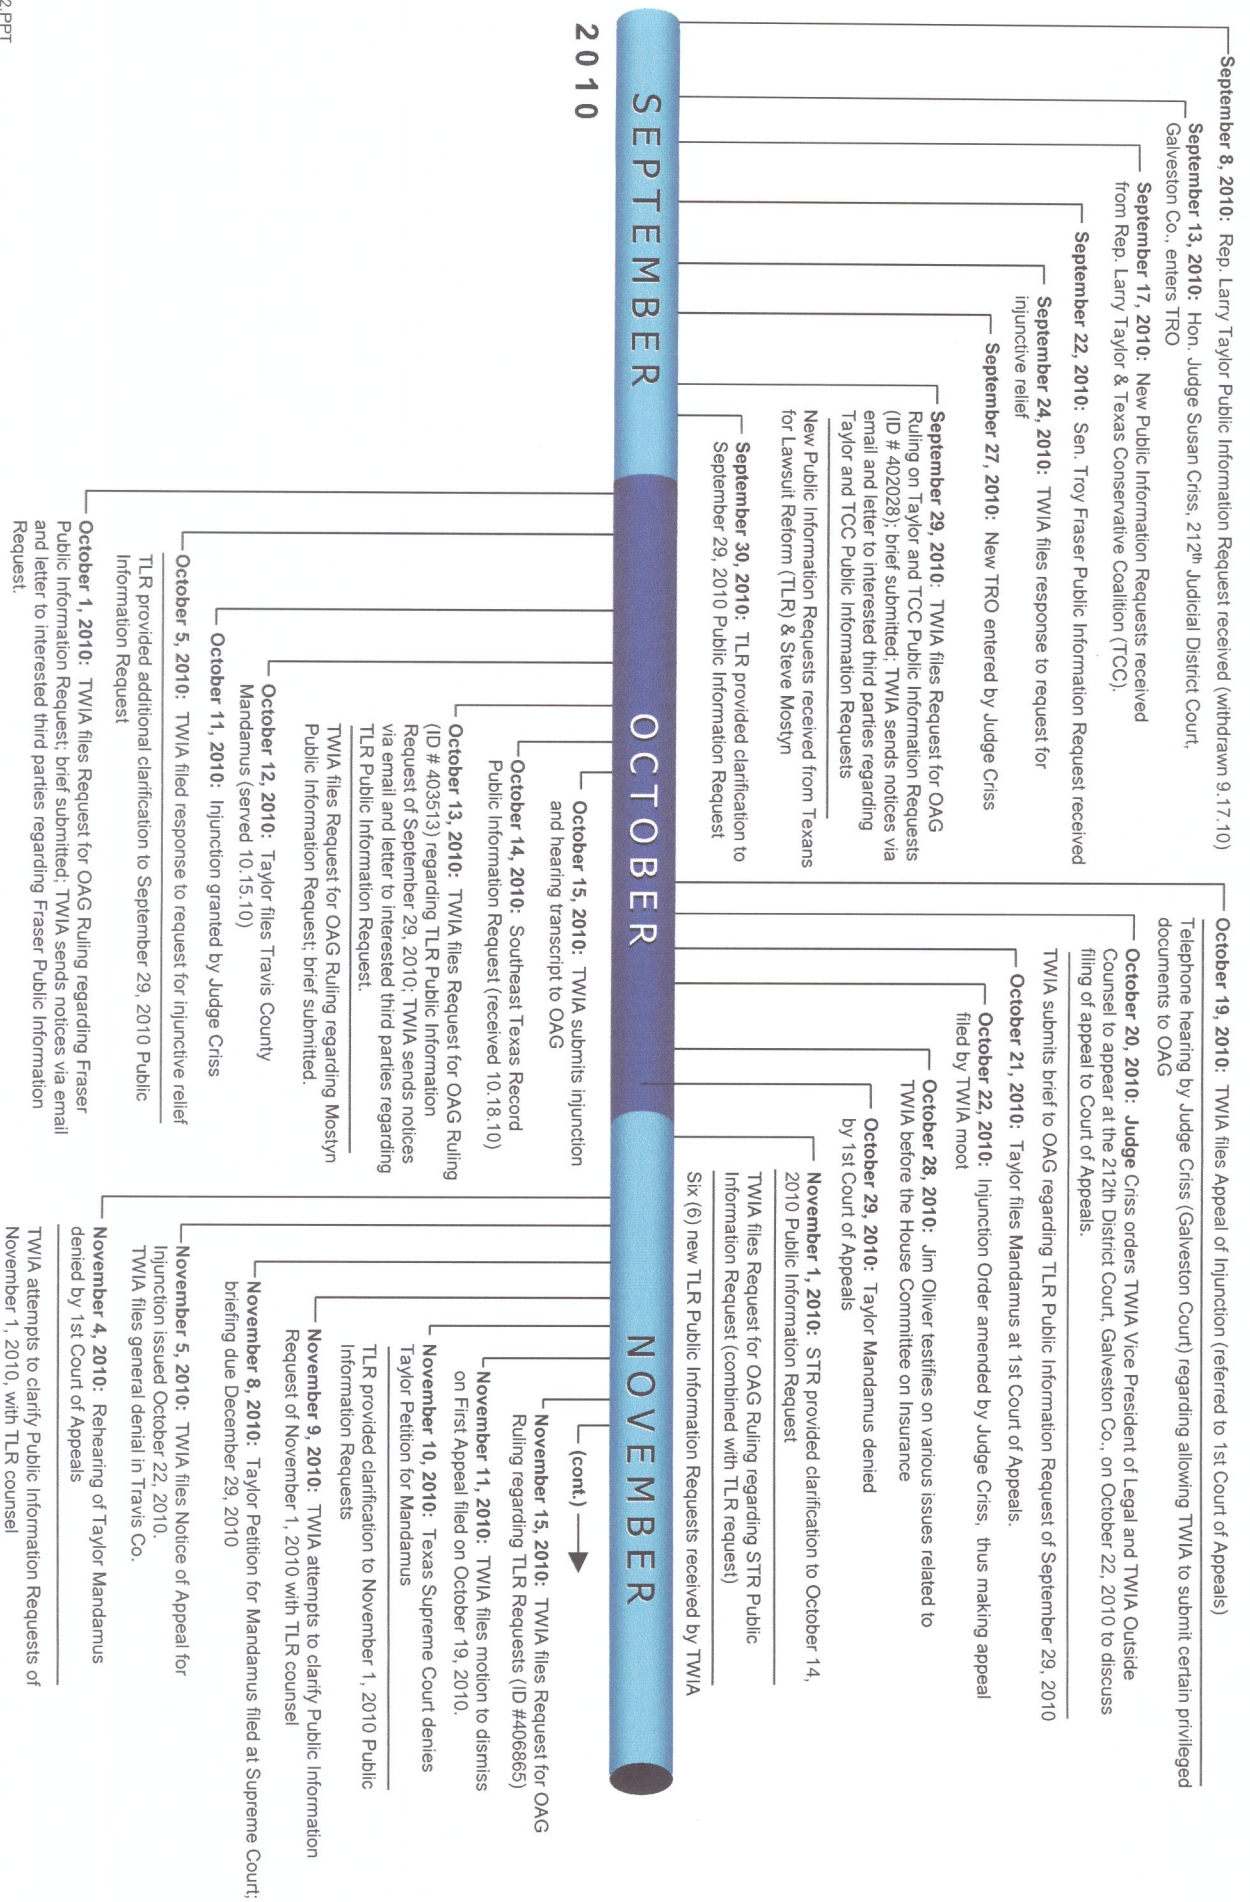 September 8, 2010: Rep. Larry Taylor Public Information Request received (withdrawn 9.17.10)
September 13, 2010: Hon. Judge Susan Criss, 212th Judicial District Court,
Galveston Co., enters TRO
September 17, 2010: New Public Information Requests received
from Rep. Larry Taylor & Texas Conservative Coalition (TCC).
September 22, 2010: Sen. Troy Fraser Public Information Request received
September 24, 2010: TWIA files response to request for
injunctive relief
September 27, 2010: New TRO entered by Judge Criss
September 29, 2010: TWIA files Request for OAG
Ruling on Taylor and TCC Public Information Requests
(ID # 402028); brief submitted; TWIA sends notices via
email and letter to interested third parties regarding
Taylor and TCC Public Information Requests
New Public Information Requests received from Texans
for Lawsuit Reform (TLR) & Steve Mostyn
September 30, 2010: TLR provided clarification to
September 29, 2010 Public Information Request
October 19, 2010: TWIA files Appeal of Injunction (referred to 1st Court of Appeals)
Telephone hearing by Judge Criss (Galveston Court) regarding allowing TWIA to submit certain privileged
documents to OAG
October 20, 2010: Judge Criss orders TWIA Vice President of Legal and TWIA Outside
Counsel to appear at the 212th District Court, Galveston Co., on October 22, 2010 to discuss
filing of appeal to Court of Appeals.
TWIA submits brief to OAG regarding TLR Public Information Request of September 29, 2010
October 21, 2010: Taylor files Mandamus at 1st Court of Appeals.
October 22, 2010: Injunction Order amended by Judge Criss, thus making appeal
filed by TWIA moot
October 28, 2010: Jim Oliver testifies on various issues related to
TWIA before the House Committee on Insurance
October 29, 2010: Taylor Mandamus denied
by 1st Court of Appeals
November 1, 2010: STR provided clarification to October 14,
2010 Public Information Request
TWIA files Request for OAG Ruling regarding STR Public
Information Request (combined with TLR request)
Six (6) new TLR Public Information Requests received by TWIA
SEPTEMBER
OCTOBER
NOVEMBER
2010
October 15, 2010: TWIA submits injunction
and hearing transcript to OAG
October 14, 2010: Southeast Texas Record
Public Information Request (received 10.18.10)
October 13, 2010: TWIA files Request for OAG Ruling
(ID # 403513) regarding TLR Public Information
Request of September 29, 2010; TWIA sends notices
via email and letter to interested third parties regarding
TLR Public Information Request.
TWIA files Request for OAG Ruling regarding Mostyn
Public Information Request; brief submitted.
October 12, 2010: Taylor files Travis County
Mandamus (served 10.15.10)
October 11, 2010: Injunction granted by Judge Criss
October 5, 2010: TWIA filed response to request for injunctive relief
TLR provided additional clarification to September 29, 2010 Public
Information Request
October 1, 2010: TWIA files Request for OAG Ruling regarding Fraser
Public Information Request; brief submitted; TWIA sends notices via email
and letter to interested third parties regarding Fraser Public Information
Request.
(cont.)
November 15, 2010: TWIA files Request for OAG
Ruling regarding TLR Requests (ID #406865)
November 11, 2010: TWIA files motion to dismiss
on First Appeal filed on October 19, 2010.
November 10, 2010: Texas Supreme Court denies
Taylor Petition for Mandamus
TLR provided clarification to November 1, 2010 Public
Information Requests
November 9, 2010: TWIA attempts to clarify Public Information
Request of November 1, 2010 with TLR counsel
November 8, 2010: Taylor Petition for Mandamus filed at Supreme Court;
briefing due December 29, 2010
November 5, 2010: TWIA files Notice of Appeal for
Injunction issued October 22, 2010.
TWIA files general denial in Travis Co.
November 4, 2010: Rehearing of Taylor Mandamus
denied by 1st Court of Appeals
TWIA attempts to clarify Public Information Requests of
November 1, 2010, with TLR counsel
2.PPT